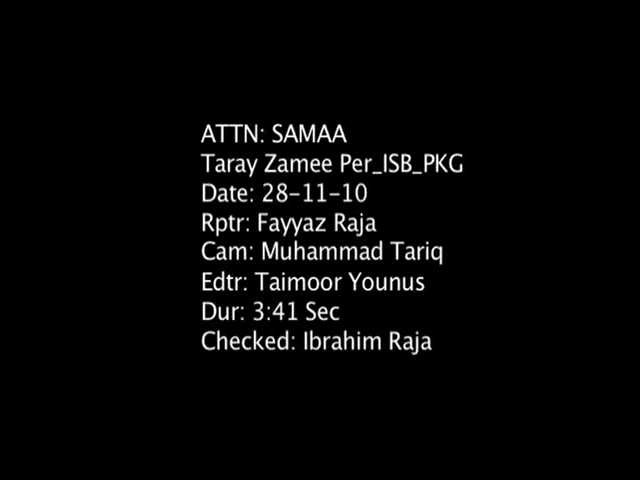 ATTN: SAMAA
Taray Zamee Per_ISB_PKG
Date: 28-11-10
Rptr: Fayyaz Raja
Cam: Muhammad Tariq
Edtr: Taimoor Younus
Dur: 3:41 Sec
Checked: Ibrahim Raja